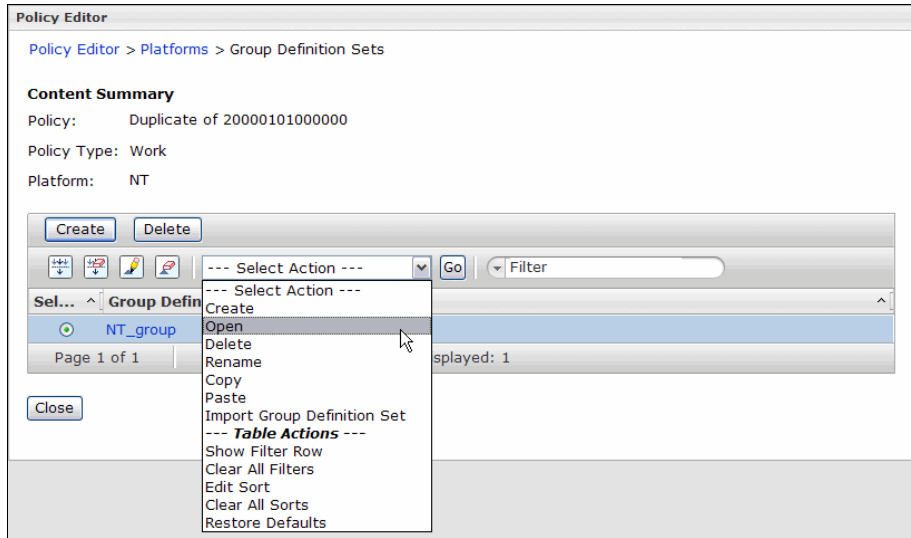 Policy Editor
Policy Editor > Platforms > Group Definition Sets
Content Summary
Policy: Duplicate of 20000101000000
Policy Type: Work
Platform: NT
Create Delete
--- Select Action --- Go Filter
--- Select Action ---
Sel... ^ Group Defin ^
Create
NT_group Open
Delete
Page 1 of 1 splayed: 1
Rename
Copy
Paste
Close Import Group Definition Set
--- Table Actions ---
Show Filter Row
Clear All Filters
Edit Sort
Clear All Sorts
Restore Defaults